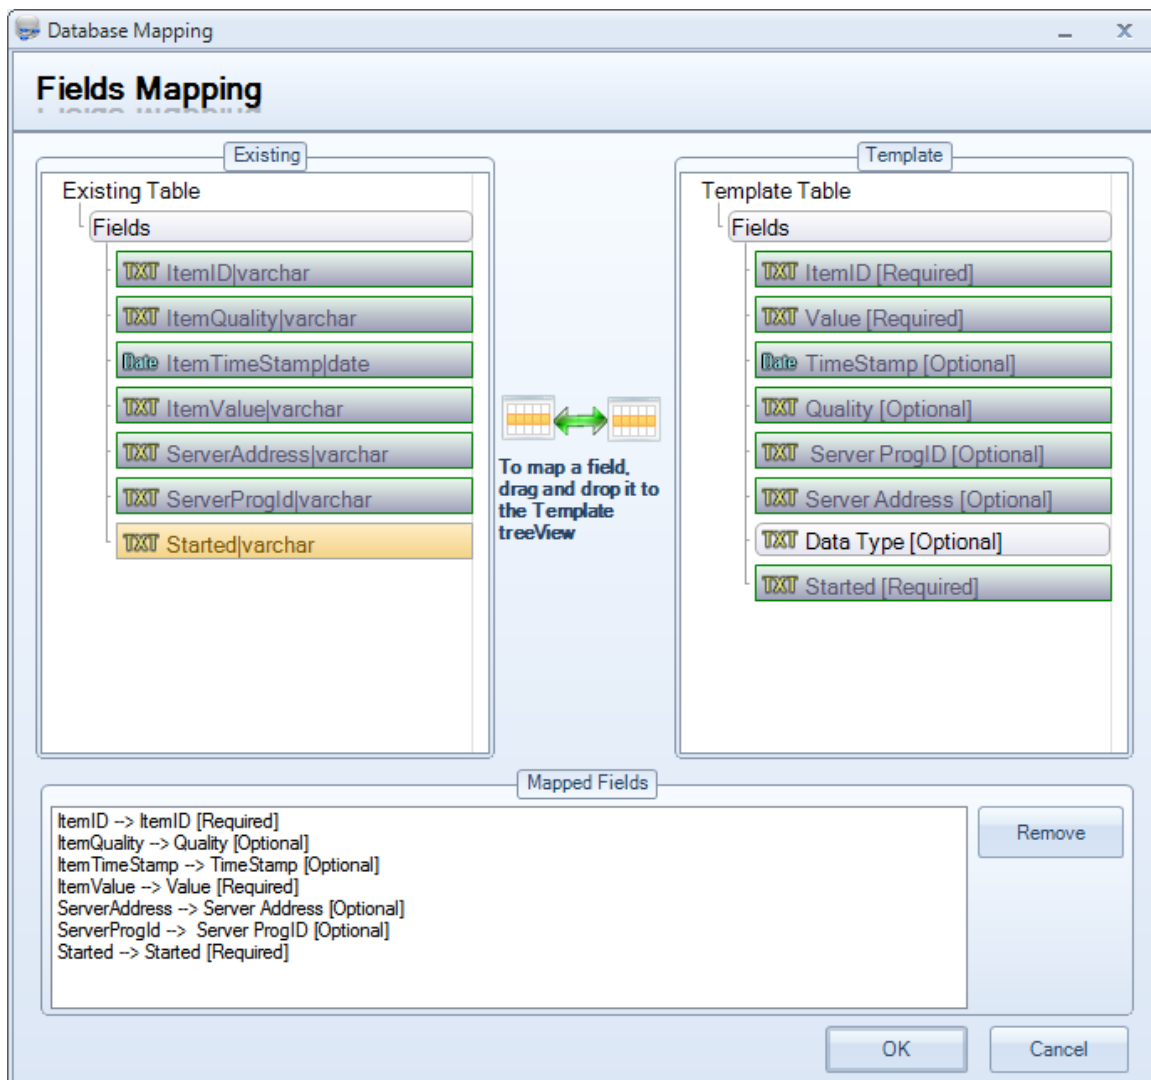 Database Mapping
Fields Mapping
Existing
Existing Table
Fields
TXT ItemID|varchar
TXT ItemQuality|varchar
Date ItemTimeStamp|date
TXT ItemValue|varchar
TXT ServerAddress|varchar
TXT ServerProgId|varchar
TXT Started|varchar
To map a field,
drag and drop it to
the Template
treeView
Template
Template Table
Fields
TXT ItemID [Required]
TXT Value [Required]
Date TimeStamp [Optional]
TXT Quality [Optional]
TXT Server ProgID [Optional]
TXT Server Address [Optional]
TXT Data Type [Optional]
TXT Started [Required]
Mapped Fields
ItemID --> ItemID [Required]
ItemQuality --> Quality [Optional]
ItemTimeStamp --> TimeStamp [Optional]
ItemValue --> Value [Required]
ServerAddress --> Server Address [Optional]
ServerProgId --> Server ProgID [Optional]
Started --> Started [Required]
Remove
OK
Cancel